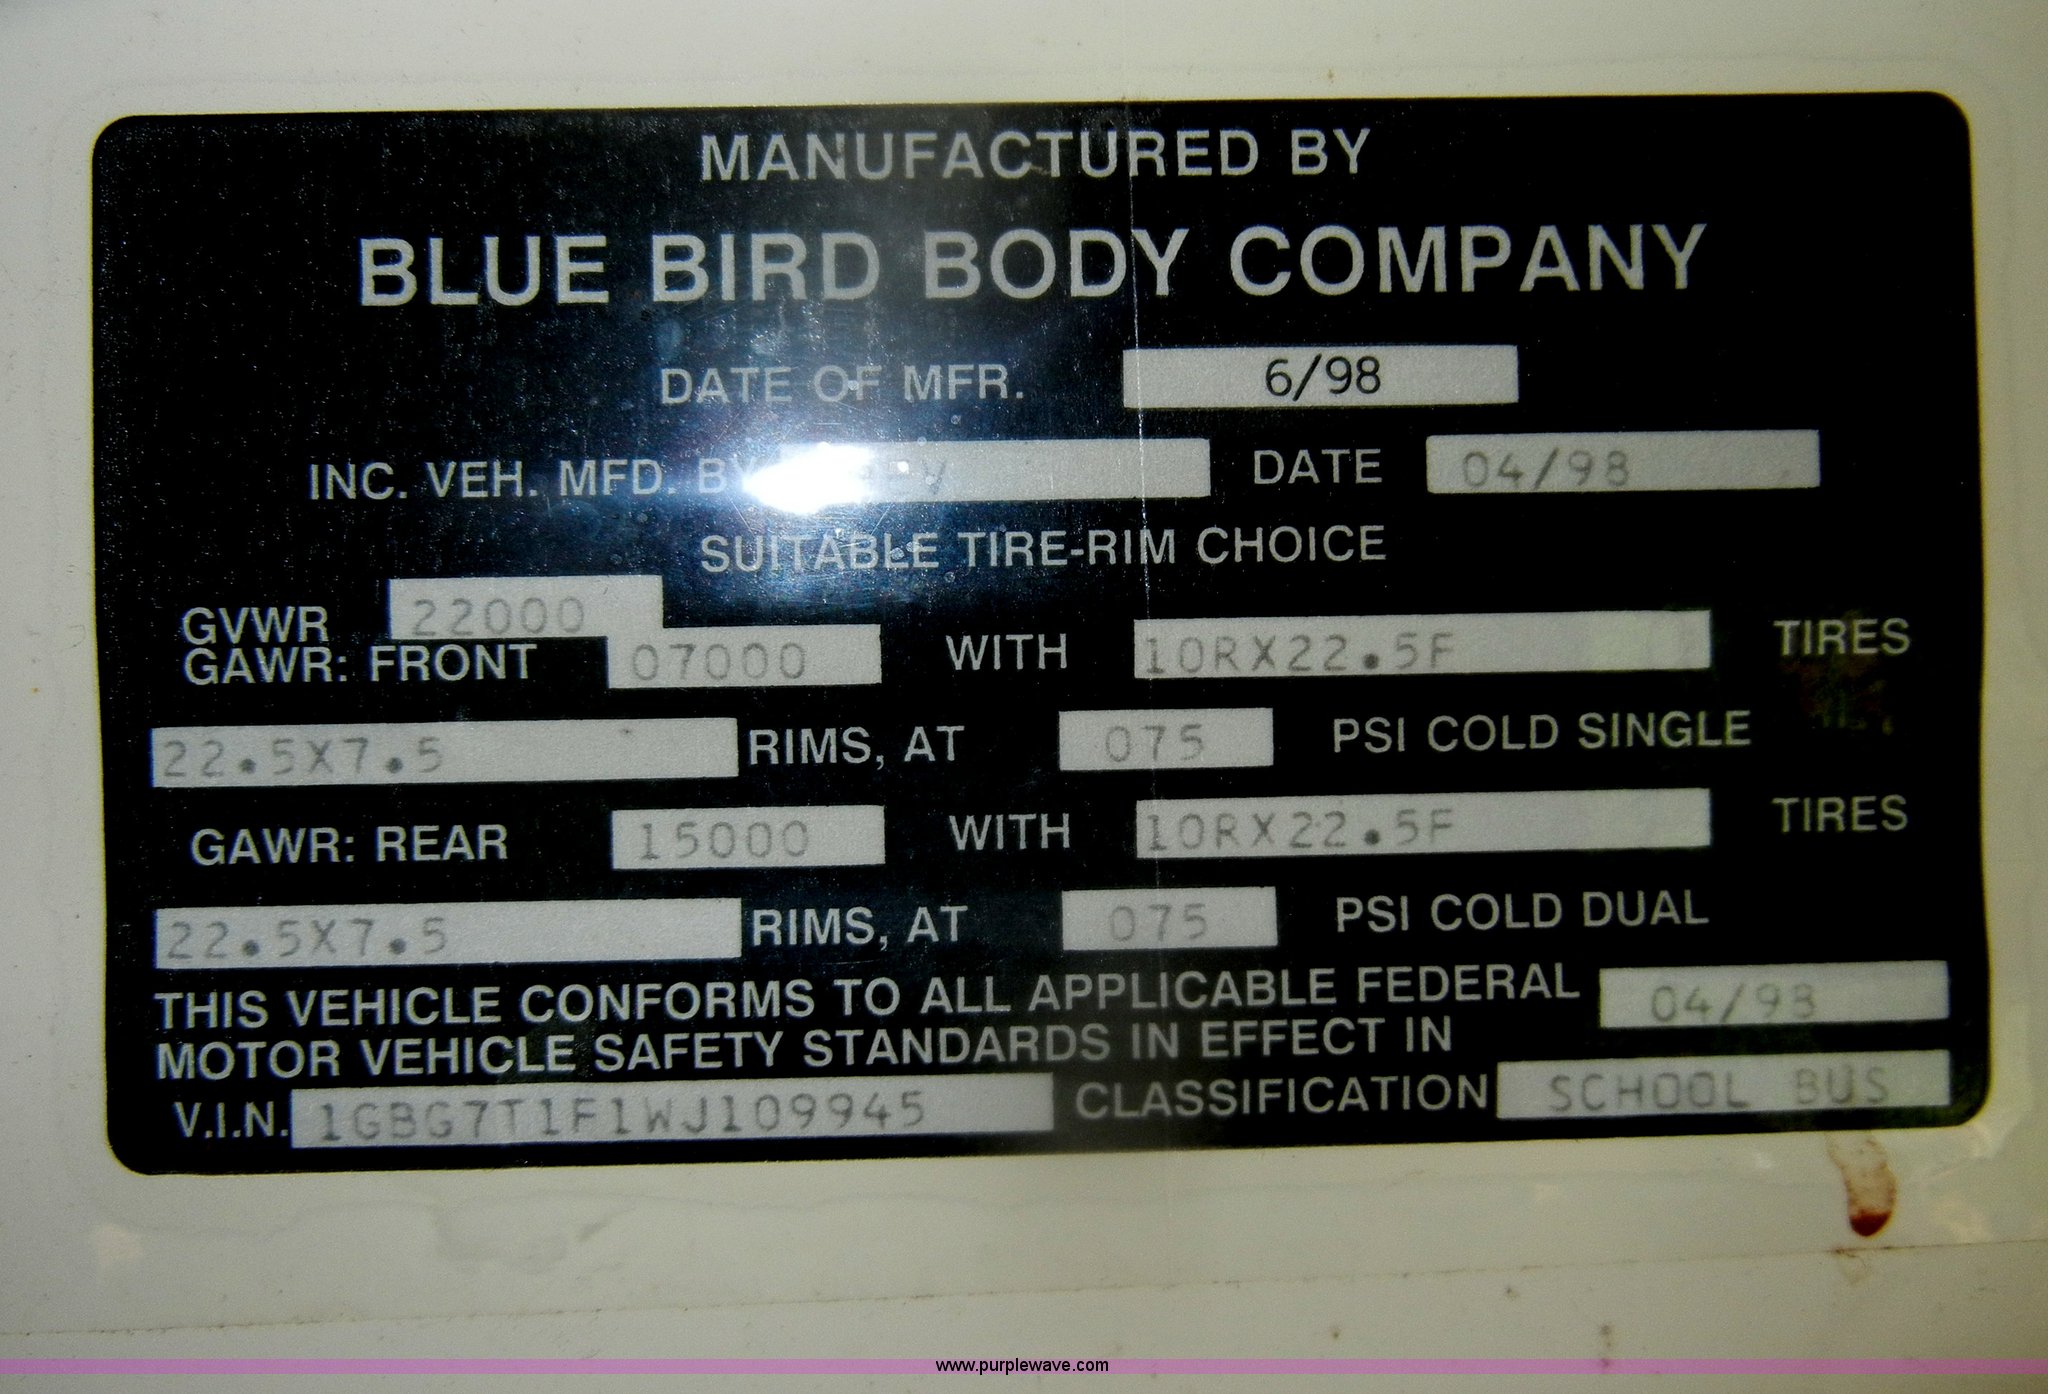 MANUFACTURED BY
BLUE BIRD BODY COMPANY
DATE OF MFR. 6/98
INC. VEH. MFD. BY DATE 04/98
SUITABLE TIRE-RIM CHOICE
GVWR 22000
GAWR: FRONT 07000 WITH 10RX22.5F TIRES
22.5X7.5 RIMS, AT 075 PSI COLD SINGLE
GAWR: REAR 15000 WITH 10RX22.5F TIRES
22.5X7.5 RIMS, AT 075 PSI COLD DUAL
THIS VEHICLE CONFORMS TO ALL APPLICABLE FEDERAL
MOTOR VEHICLE SAFETY STANDARDS IN EFFECT IN 04/98
V.I.N. 1GBG7T1F1WJ109945 CLASSIFICATION SCHOOL BUS
www.purplewave.com